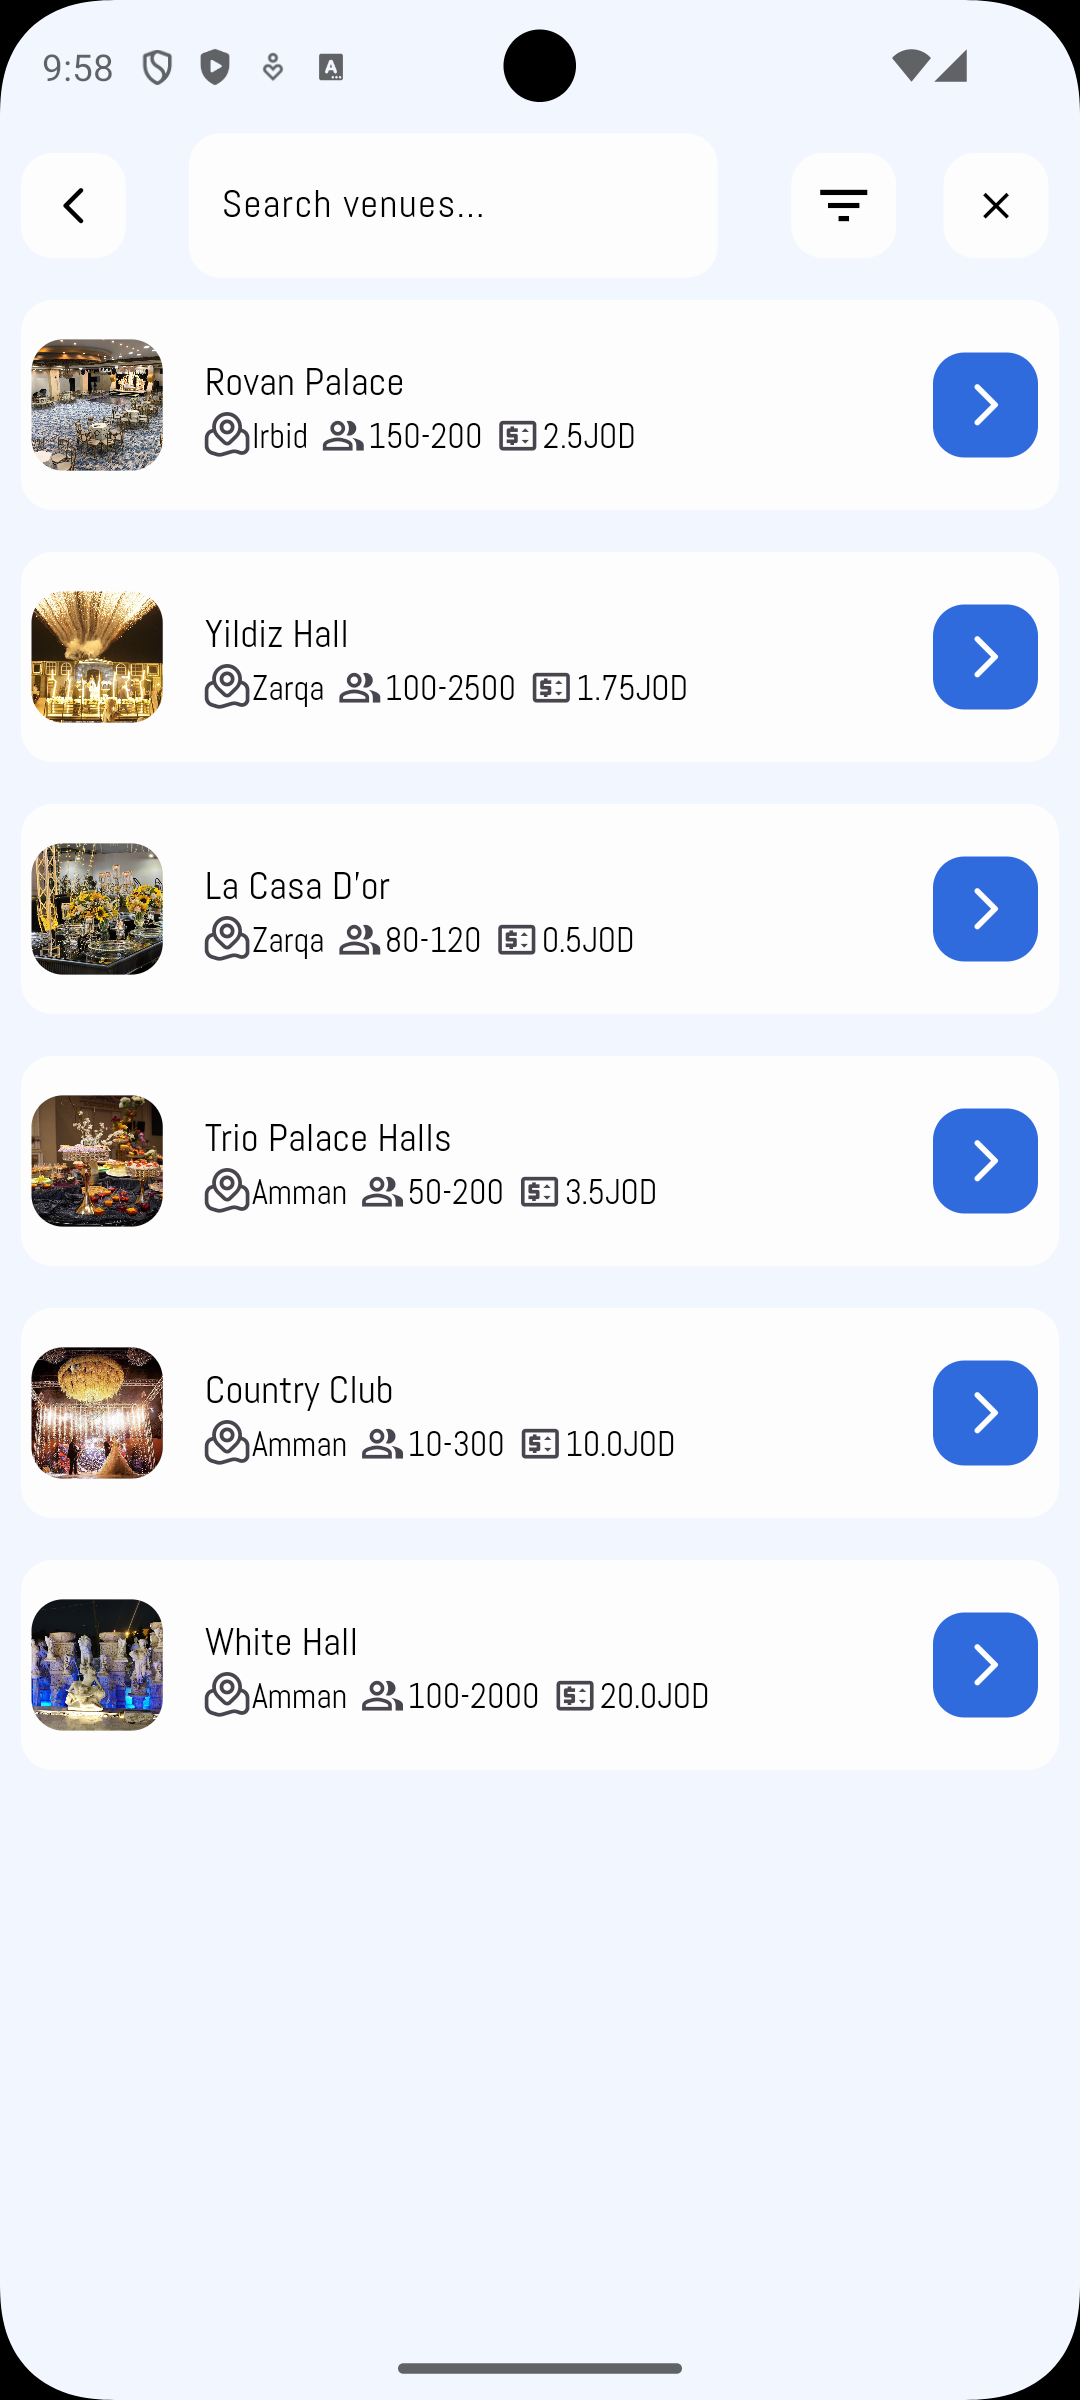 9:58
Search venues...
Rovan Palace
Irbid 150-200 2.5JOD
Yildiz Hall
Zarqa 100-2500 1.75JOD
La Casa D'or
Zarqa 80-120 0.5JOD
Trio Palace Halls
Amman 50-200 3.5JOD
Country Club
Amman 10-300 10.0JOD
White Hall
Amman 100-2000 20.0JOD